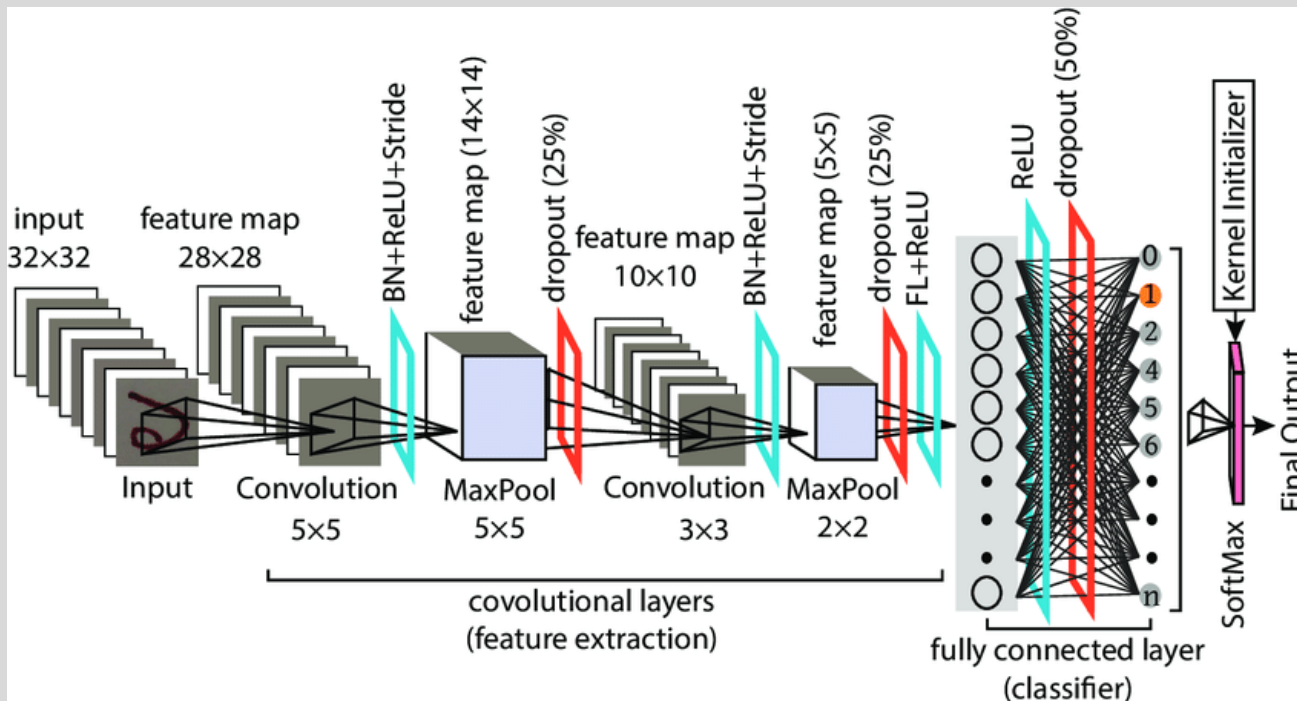 input
32×32
feature map
28×28
BN+ReLU+Stride
feature map (14×14)
dropout (25%)
feature map
10×10
BN+ReLU+Stride
feature map (5×5)
dropout (25%)
FL+ReLU
ReLU
dropout (50%)
Kernel Initializer
Input
Convolution
5×5
MaxPool
5×5
Convolution
3×3
MaxPool
2×2
0
1
2
4
5
6
n
SoftMax
Final Output
covolutional layers
(feature extraction)
fully connected layer
(classifier)